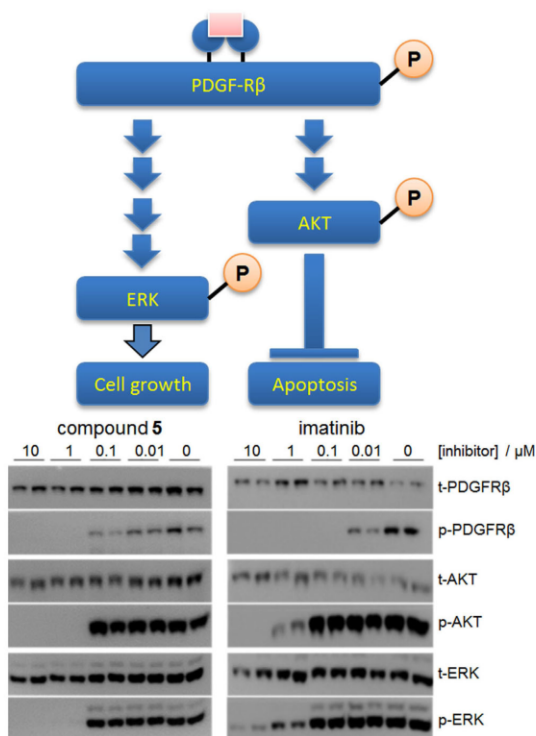 P
PDGF-Rβ
P
AKT
P
ERK
Cell growth
Apoptosis
compound 5
imatinib
10 1 0.1 0.01 0
10 1 0.1 0.01 0 [inhibitor] / μM
t-PDGFRβ
p-PDGFRβ
t-AKT
p-AKT
t-ERK
p-ERK